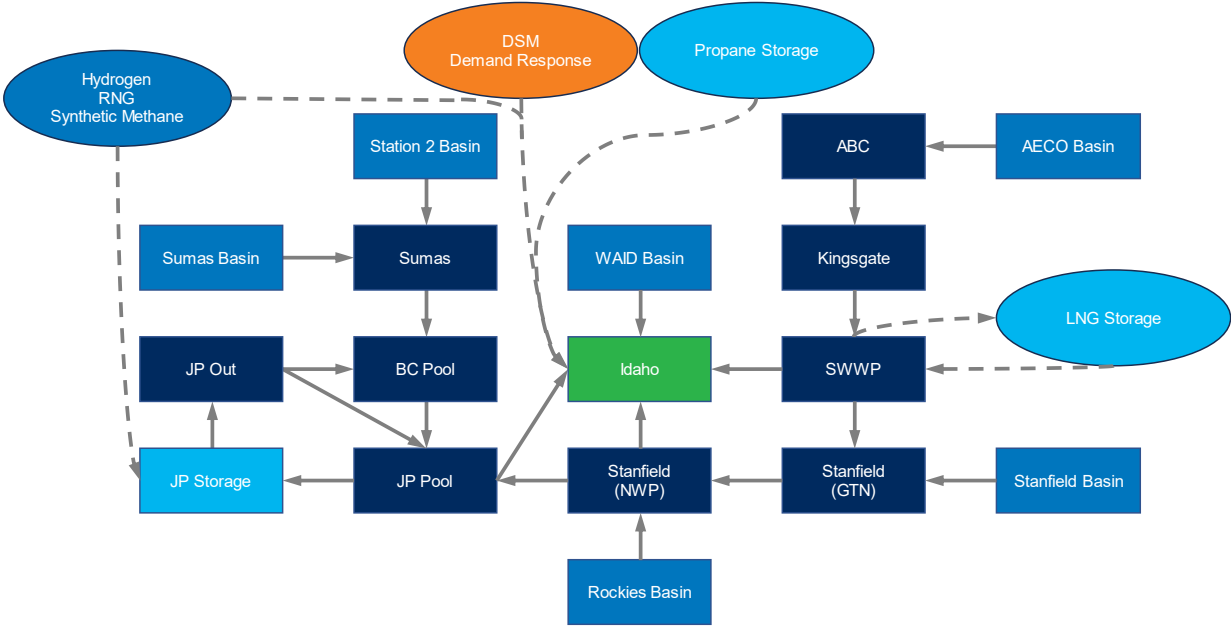 DSM
Demand Response
Propane Storage
Hydrogen
RNG
Synthetic Methane
Station 2 Basin
ABC
AECO Basin
Sumas Basin
Sumas
WAID Basin
Kingsgate
LNG Storage
JP Out
BC Pool
Idaho
SWWP
JP Storage
JP Pool
Stanfield
(NWP)
Stanfield
(GTN)
Stanfield Basin
Rockies Basin